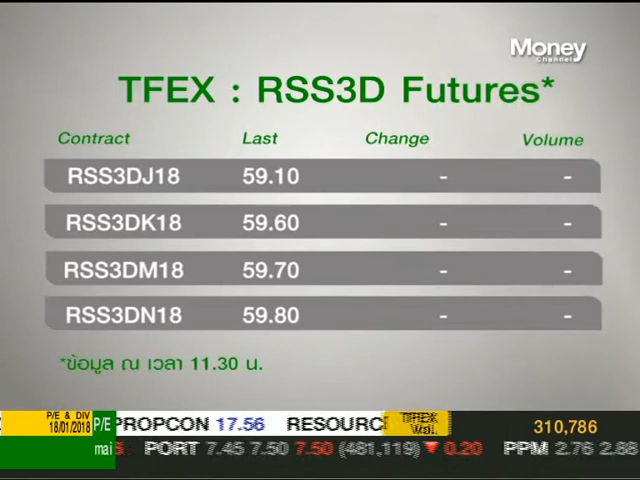 Money
Channel
TFEX : RSS3D Futures*
Contract Last Change Volume
RSS3DJ18 59.10 - -
RSS3DK18 59.60 - -
RSS3DM18 59.70 - -
RSS3DN18 59.80 - -
*ข้อมูล ณ เวลา 11.30 น.
P/E & DIV
18/01/2018
P/E
PROPCON 17.56 RESOURC
TFEX
Vol.
310,786
mai
S PORT 7.45 7.50 7.50 (481,119) ▼ 0.20 PPM 2.76 2.88